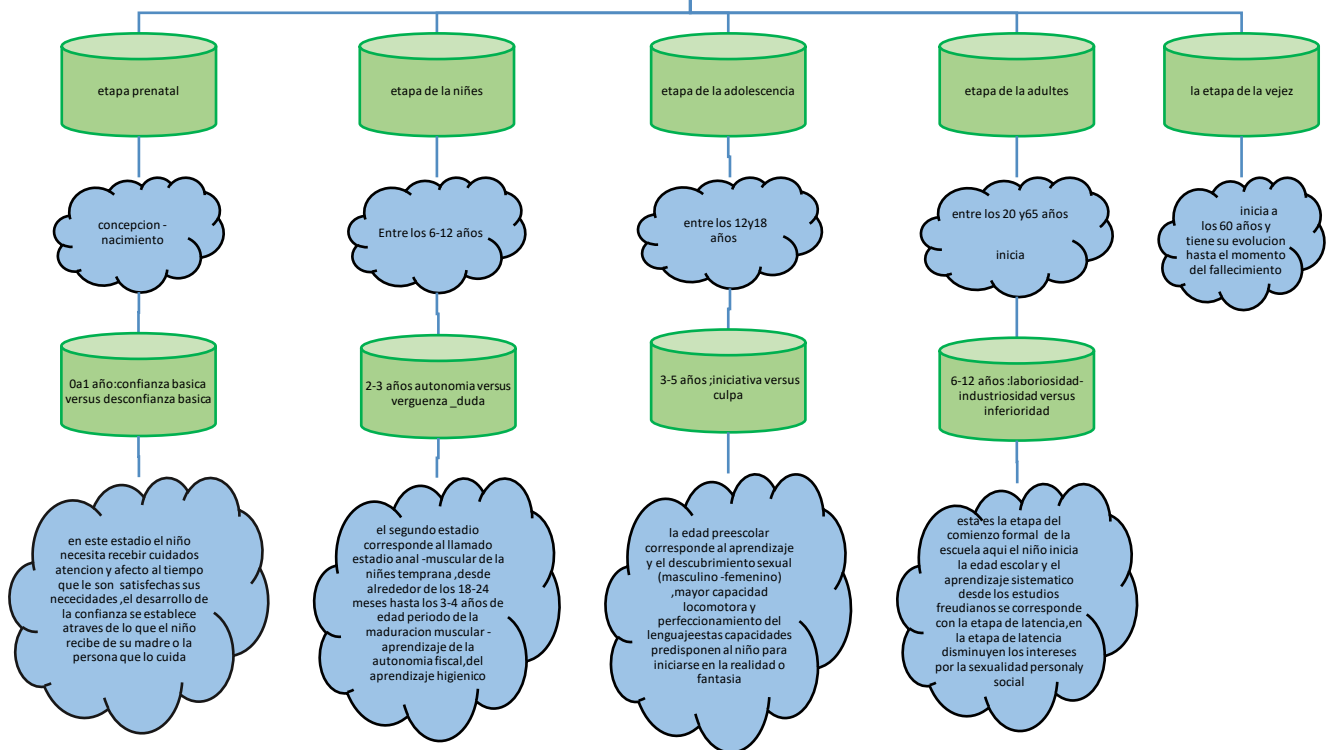 etapa prenatal
etapa de la niñes
etapa de la adolescencia
etapa de la adultes
la etapa de la vejez
concepcion -
nacimiento
Entre los 6-12 años
entre los 12y18
años
entre los 20 y65 años
inicia
inicia a
los 60 años y
tiene su evolucion
hasta el momento
del fallecimiento
0a1 año:confianza basica
versus desconfianza basica
2-3 años autonomia versus
verguenza _duda
3-5 años ;iniciativa versus
culpa
6-12 años :laboriosidad-
industriosidad versus
inferioridad
en este estadio el niño
necesita recebir cuidados
atencion y afecto al tiempo
que le son satisfechas sus
nececidades ,el desarrollo de
la confianza se establece
atraves de lo que el niño
recibe de su madre o la
persona que lo cuida
el segundo estadio
corresponde al llamado
estadio anal -muscular de la
niñes temprana ,desde
alrededor de los 18-24
meses hasta los 3-4 años de
edad periodo de la
maduracion muscular -
aprendizaje de la
autonomia fiscal,del
aprendizaje higienico
la edad preescolar
corresponde al aprendizaje
y el descubrimiento sexual
(masculino -femenino)
,mayor capacidad
locomotora y
perfeccionamiento del
lenguajeestas capacidades
predisponen al niño para
iniciarse en la realidad o
fantasia
esta es la etapa del
comienzo formal de la
escuela aqui el niño inicia
la edad escolar y el
aprendizaje sistematico
desde los estudios
freudianos se corresponde
con la etapa de latencia,en
la etapa de latencia
disminuyen los intereses
por la sexualidad personaly
social